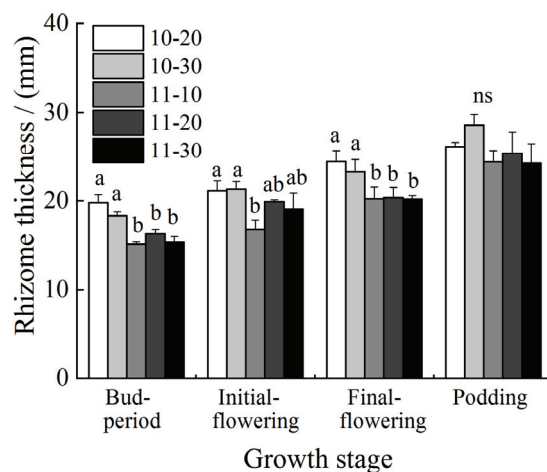 40
30
20
10
0
Rhizome thickness / (mm)
10-20
10-30
11-10
11-20
11-30
a a b b b
a a b ab ab
a a b b b
ns
Bud-
period
Initial-
flowering
Final-
flowering
Podding
Growth stage